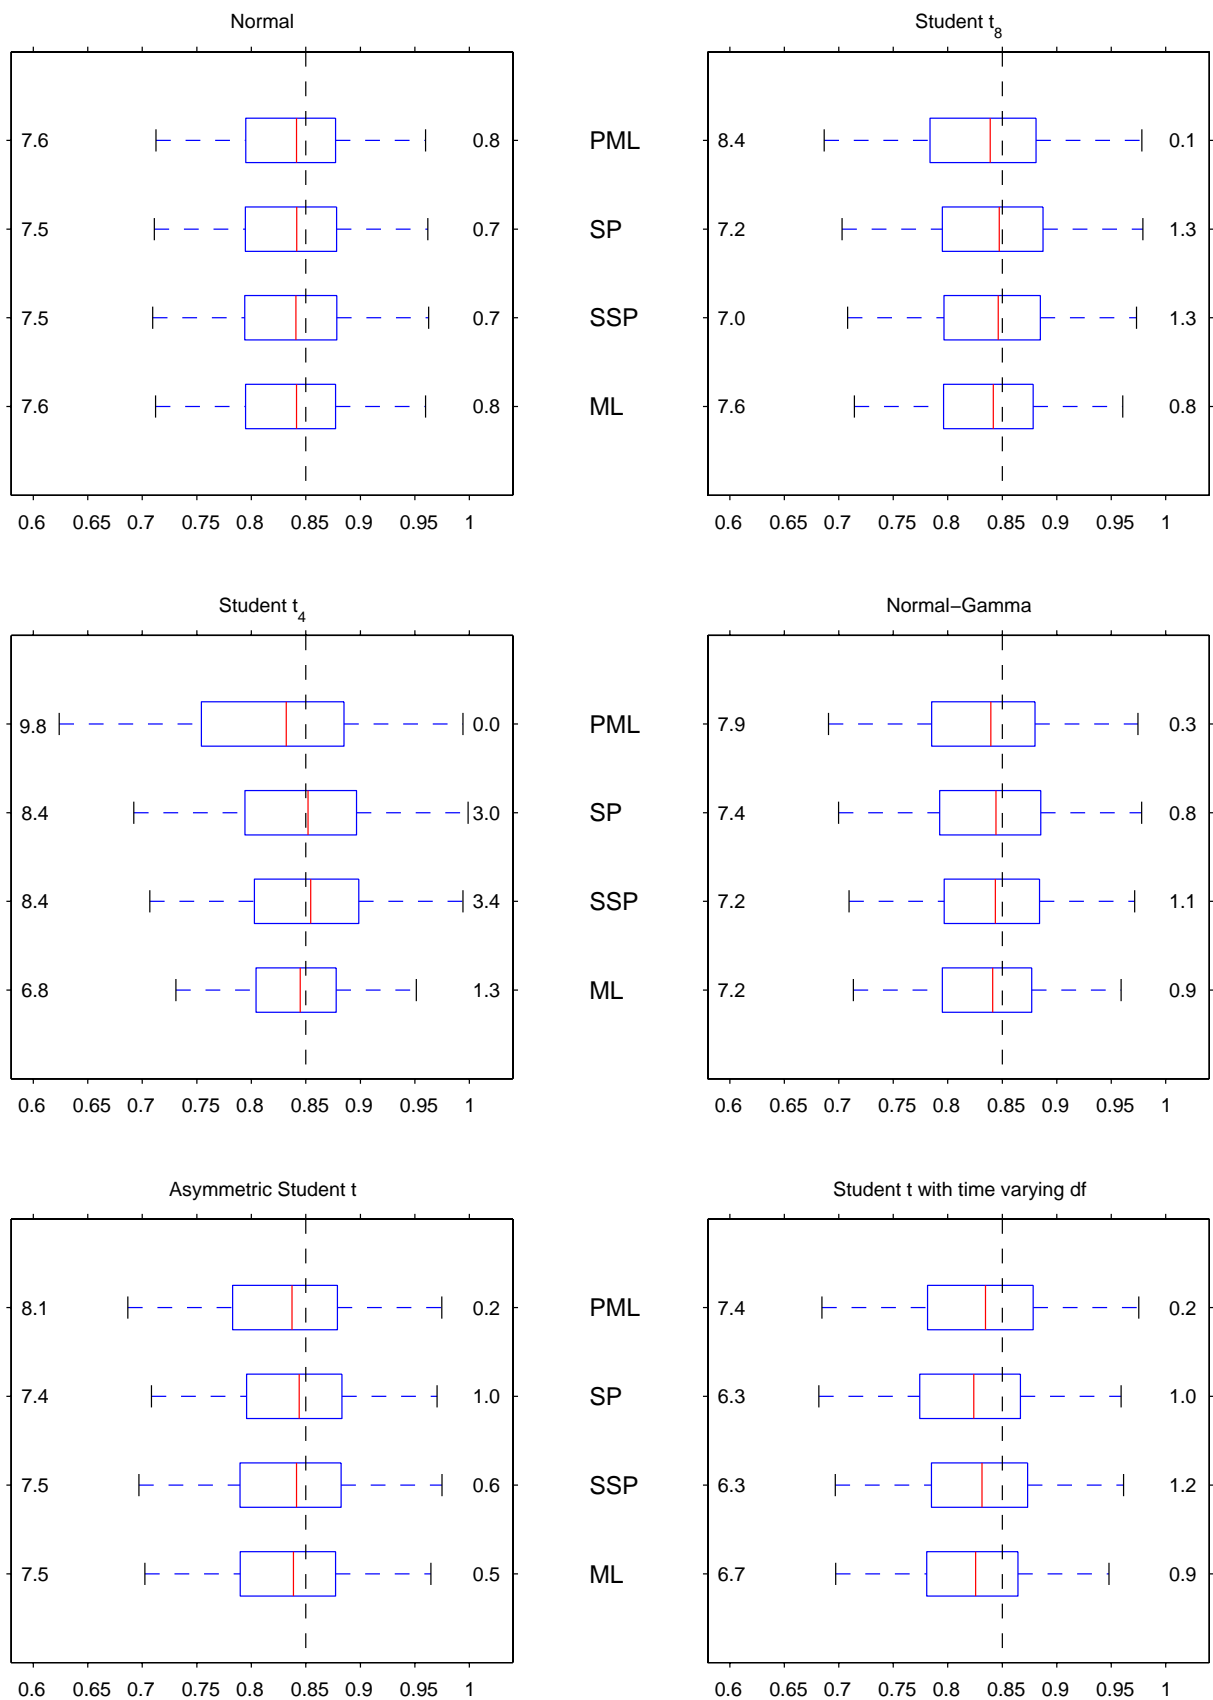 Normal
Student t8
7.6 0.8 PML 8.4 0.1
7.5 0.7 SP 7.2 1.3
7.5 0.7 SSP 7.0 1.3
7.6 0.8 ML 7.6 0.8
0.6 0.65 0.7 0.75 0.8 0.85 0.9 0.95 1
0.6 0.65 0.7 0.75 0.8 0.85 0.9 0.95 1
Student t4
Normal−Gamma
9.8 0.0 PML 7.9 0.3
8.4 3.0 SP 7.4 0.8
8.4 3.4 SSP 7.2 1.1
6.8 1.3 ML 7.2 0.9
0.6 0.65 0.7 0.75 0.8 0.85 0.9 0.95 1
0.6 0.65 0.7 0.75 0.8 0.85 0.9 0.95 1
Asymmetric Student t
Student t with time varying df
8.1 0.2 PML 7.4 0.2
7.4 1.0 SP 6.3 1.0
7.5 0.6 SSP 6.3 1.2
7.5 0.5 ML 6.7 0.9
0.6 0.65 0.7 0.75 0.8 0.85 0.9 0.95 1
0.6 0.65 0.7 0.75 0.8 0.85 0.9 0.95 1